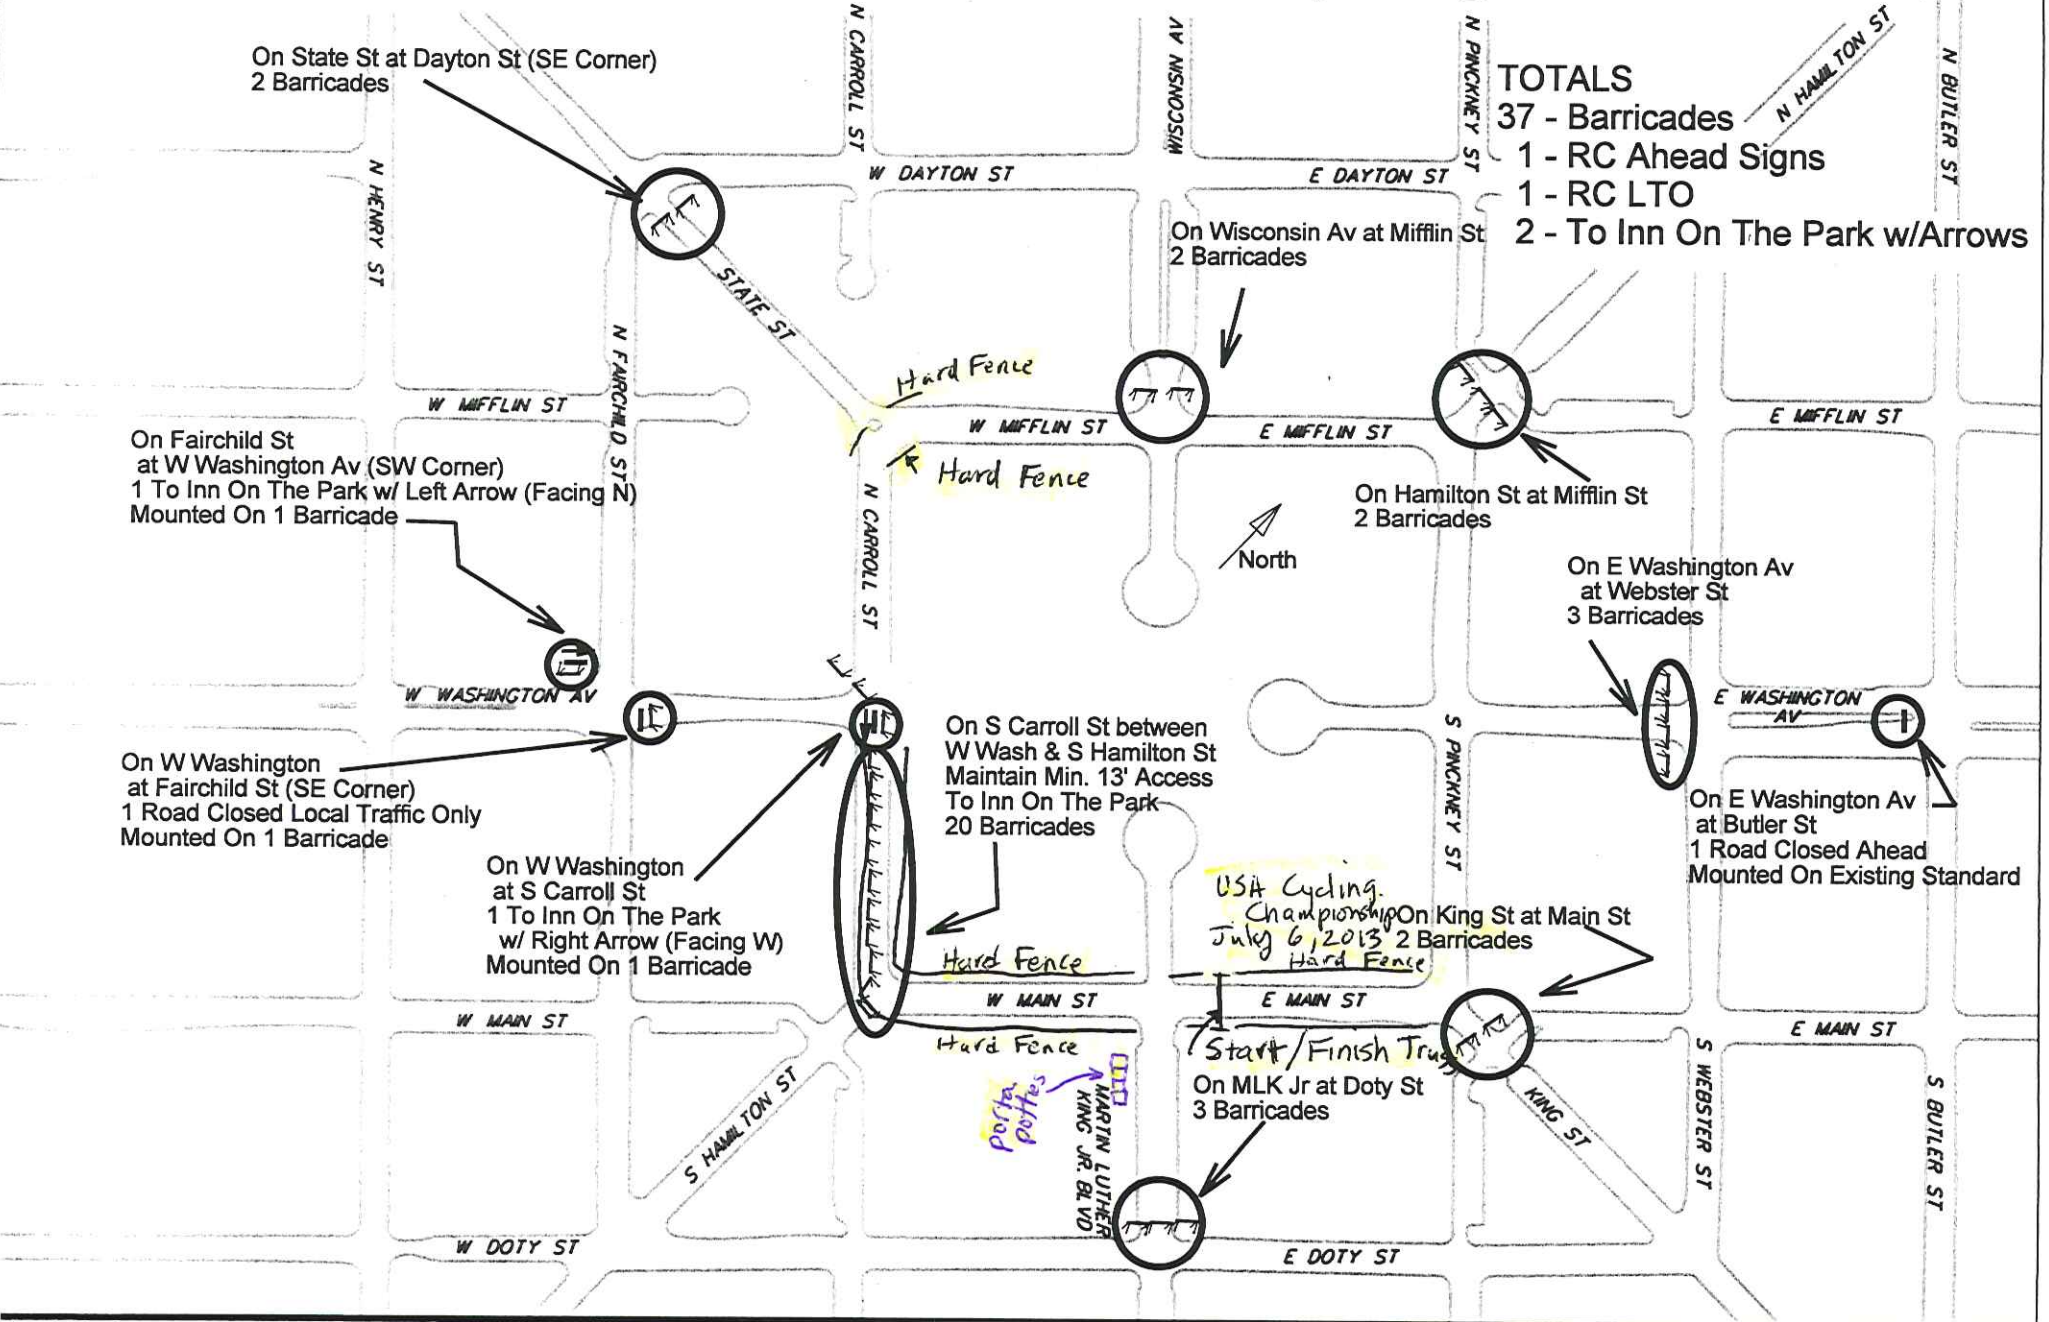 On State St at Dayton St (SE Corner)
2 Barricades
N CARROLL ST
WISCONSIN AV
N PINCKNEY ST
N HAMILTON ST
N BUTLER ST
TOTALS
37 - Barricades
1 - RC Ahead Signs
1 - RC LTO
2 - To Inn On The Park w/Arrows
N HENRY ST
W DAYTON ST
E DAYTON ST
On Wisconsin Av at Mifflin St
2 Barricades
STATE ST
N FAIRCHILD ST
Hard Fence
W MIFFLIN ST
W MIFFLIN ST
E MIFFLIN ST
E MIFFLIN ST
Hard Fence
On Fairchild St
at W Washington Av (SW Corner)
1 To Inn On The Park w/ Left Arrow (Facing N)
Mounted On 1 Barricade
On Hamilton St at Mifflin St
2 Barricades
N CARROLL ST
North
On E Washington Av
at Webster St
3 Barricades
W WASHINGTON AV
E WASHINGTON
AV
On W Washington
at Fairchild St (SE Corner)
1 Road Closed Local Traffic Only
Mounted On 1 Barricade
On S Carroll St between
W Wash & S Hamilton St
Maintain Min. 13' Access
To Inn On The Park
20 Barricades
S PINCKNEY ST
On E Washington Av
at Butler St
1 Road Closed Ahead
Mounted On Existing Standard
On W Washington
at S Carroll St
1 To Inn On The Park
w/ Right Arrow (Facing W)
Mounted On 1 Barricade
USA Cycling
Championship
July 6, 2013
On King St at Main St
2 Barricades
Hard Fence
Hard Fence
W MAIN ST
W MAIN ST
E MAIN ST
E MAIN ST
Hard Fence
Start/Finish Truss
porta
potties
On MLK Jr at Doty St
3 Barricades
S HAMILTON ST
MARTIN LUTHER
KING JR. BLVD
KING ST
S WEBSTER ST
S BUTLER ST
W DOTY ST
E DOTY ST